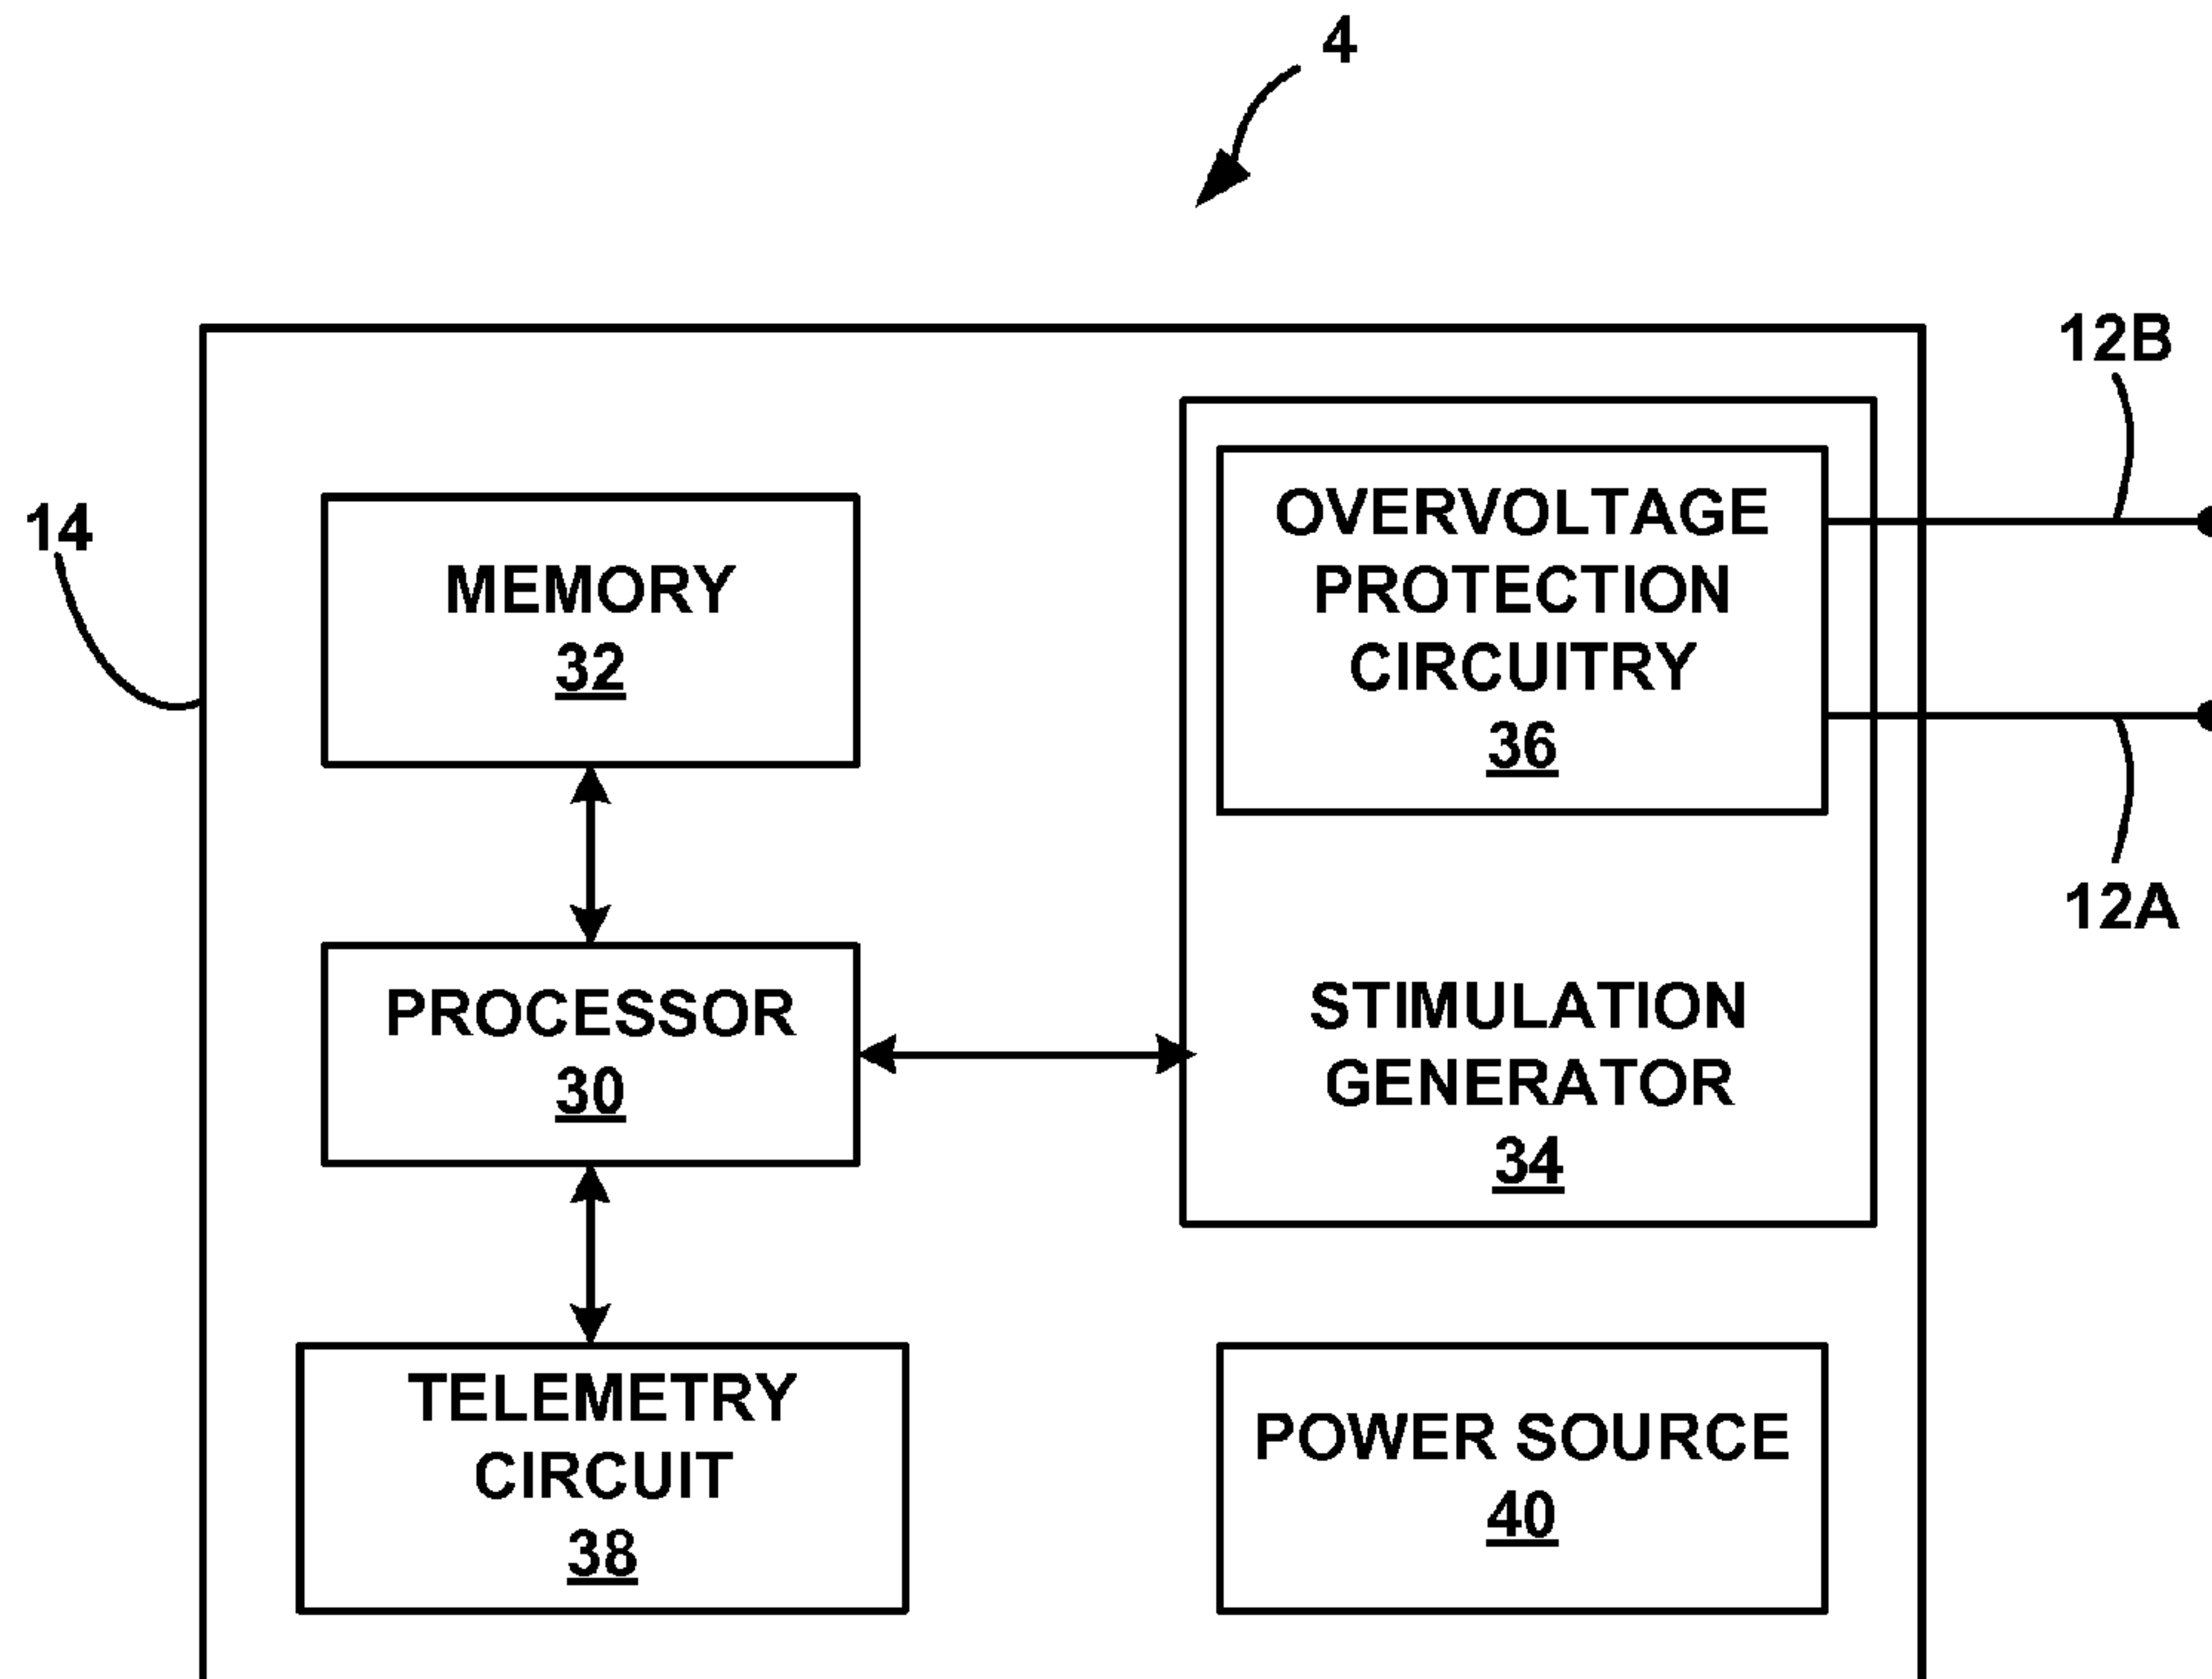 4
12B
14
MEMORY
32
OVERVOLTAGE
PROTECTION
CIRCUITRY
36
12A
PROCESSOR
30
STIMULATION
GENERATOR
34
TELEMETRY
CIRCUIT
38
POWER SOURCE
40